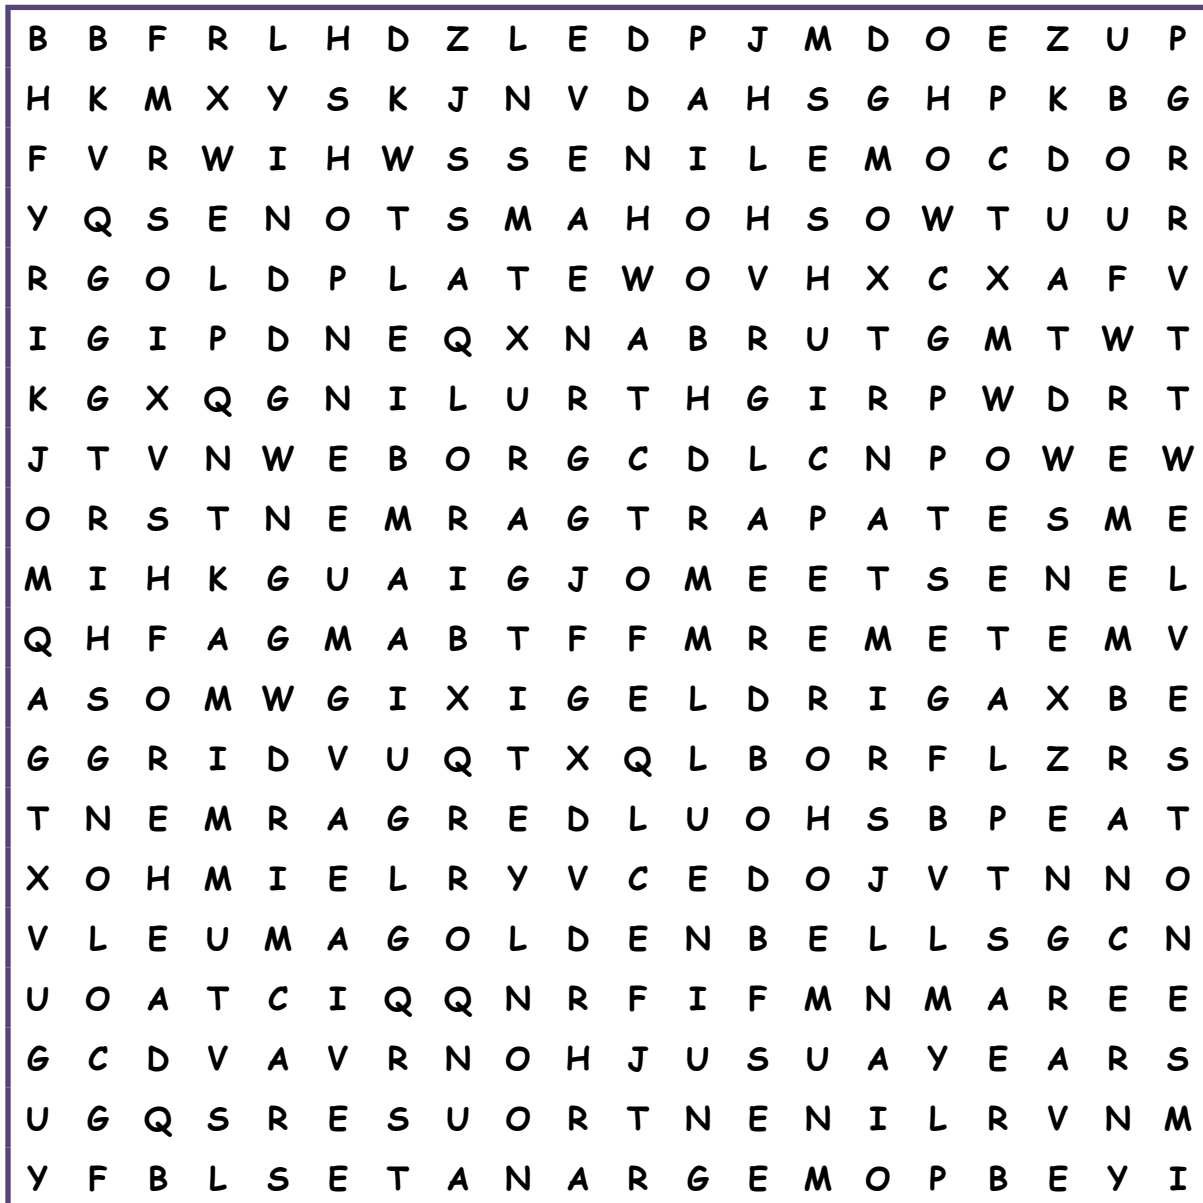 B B F R L H D Z L E D P J M D O E Z U P
H K M X Y S K J N V D A H S G H P K B G
F V R W I H W S S E N I L E M O C D O R
Y Q S E N O T S M A H O H S O W T U U R
R G O L D P L A T E W O V H X C X A F V
I G I P D N E Q X N A B R U T G M T W T
K G X Q G N I L U R T H G I R P W D R T
J T V N W E B O R G C D L C N P O W E W
O R S T N E M R A G T R A P A T E S M E
M I H K G U A I G J O M E E T S E N E L
Q H F A G M A B T F F M R E M E T E M V
A S O M W G I X I G E L D R I G A X B E
G G R I D V U Q T X Q L B O R F L Z R S
T N E M R A G R E D L U O H S B P E A T
X O H M I E L R Y V C E D O J V T N N O
V L E U M A G O L D E N B E L L S G C N
U O A T C I Q Q N R F I F M N M A R E E
G C D V A V R N O H J U S U A Y E A R S
U G Q S R E S U O R T N E N I L R V N M
Y F B L S E T A N A R G E M O P B E Y I